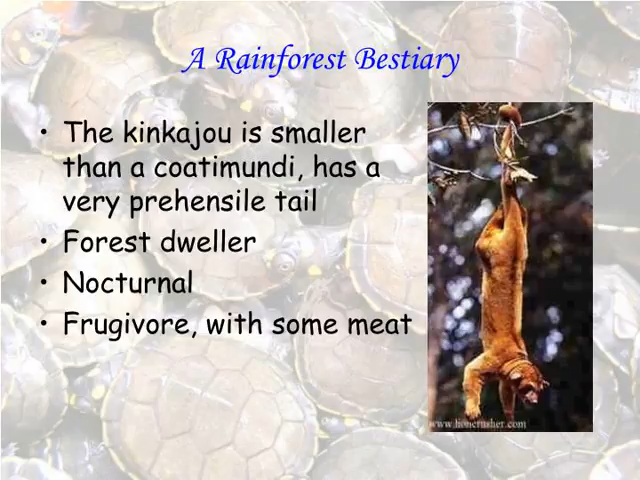 A Rainforest Bestiary
• The kinkajou is smaller
than a coatimundi, has a
very prehensile tail
• Forest dweller
• Nocturnal
• Frugivore, with some meat
www.lioncrusher.com